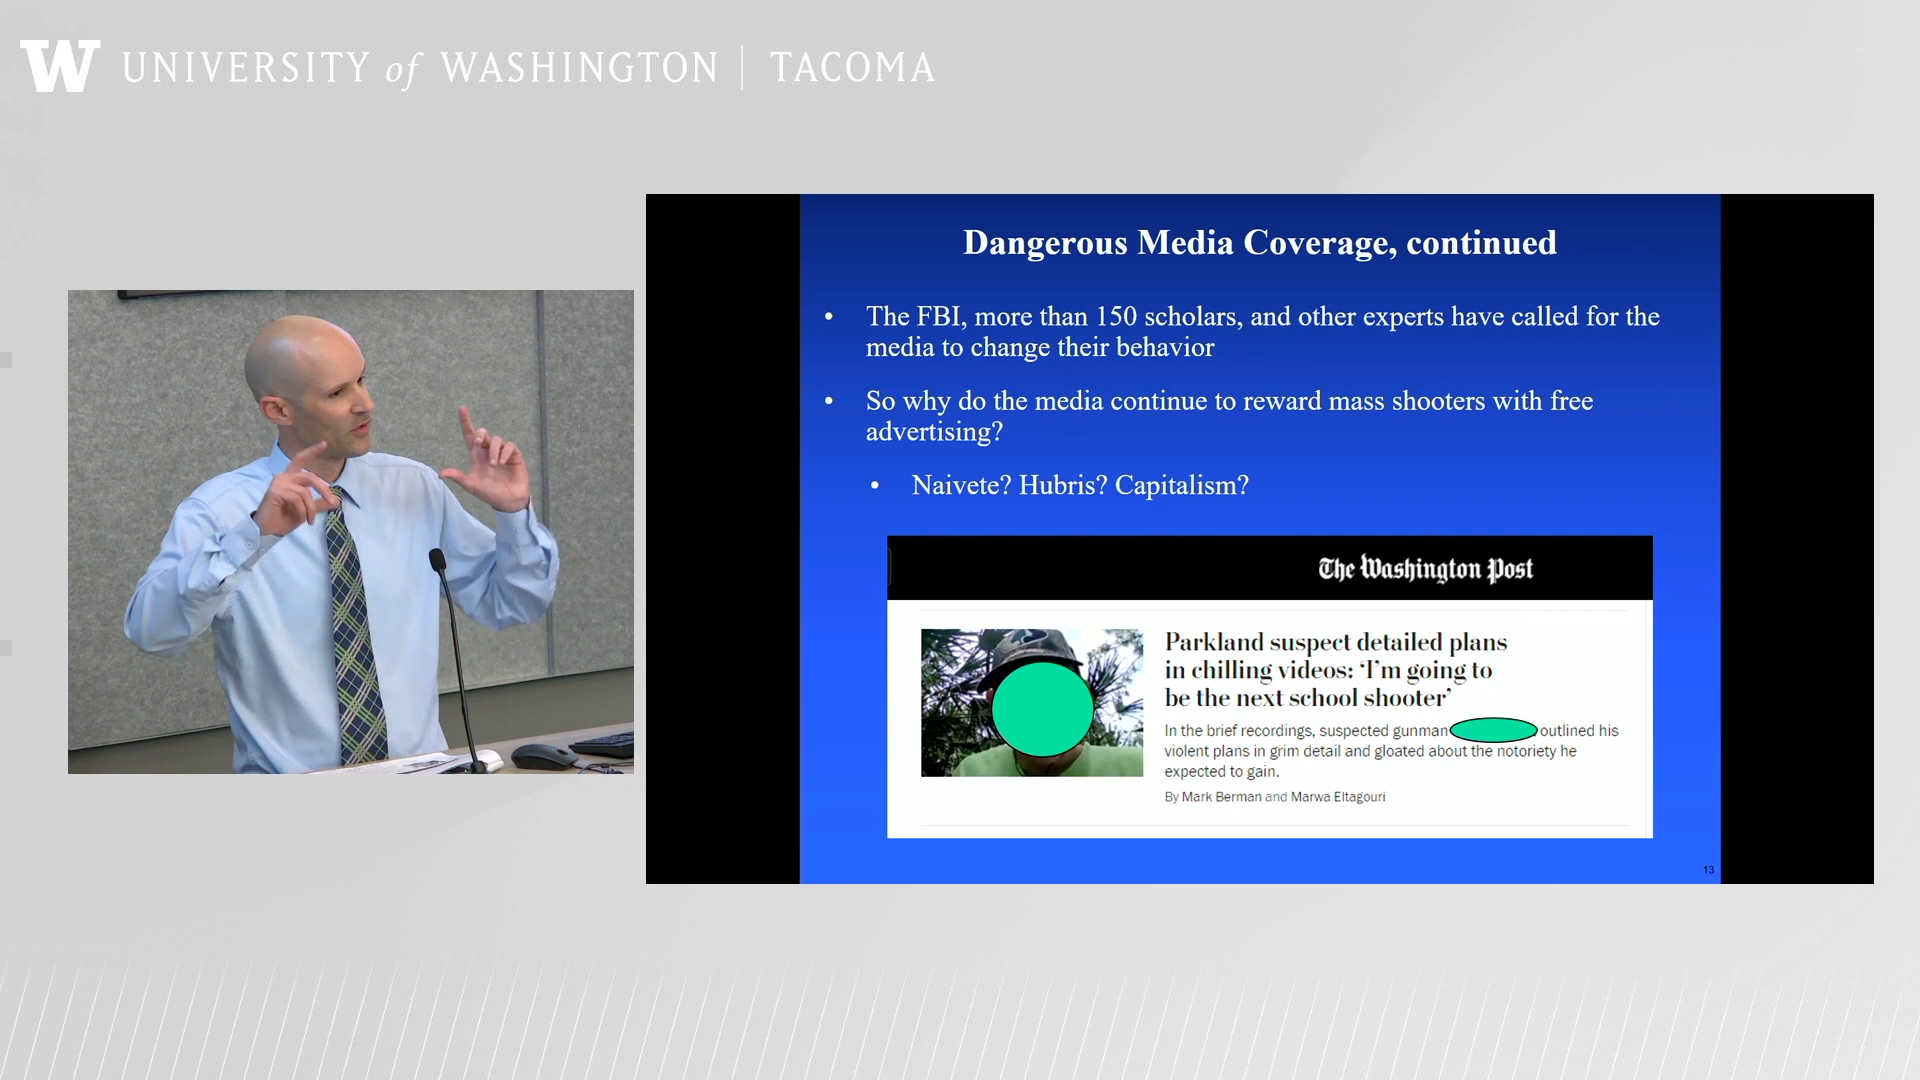 W UNIVERSITY of WASHINGTON | TACOMA
Dangerous Media Coverage, continued
• The FBI, more than 150 scholars, and other experts have called for the
media to change their behavior
• So why do the media continue to reward mass shooters with free
advertising?
• Naivete? Hubris? Capitalism?
The Washington Post
Parkland suspect detailed plans
in chilling videos: ‘I’m going to
be the next school shooter’
In the brief recordings, suspected gunman outlined his
violent plans in grim detail and gloated about the notoriety he
expected to gain.
By Mark Berman and Marwa Eltagouri
13